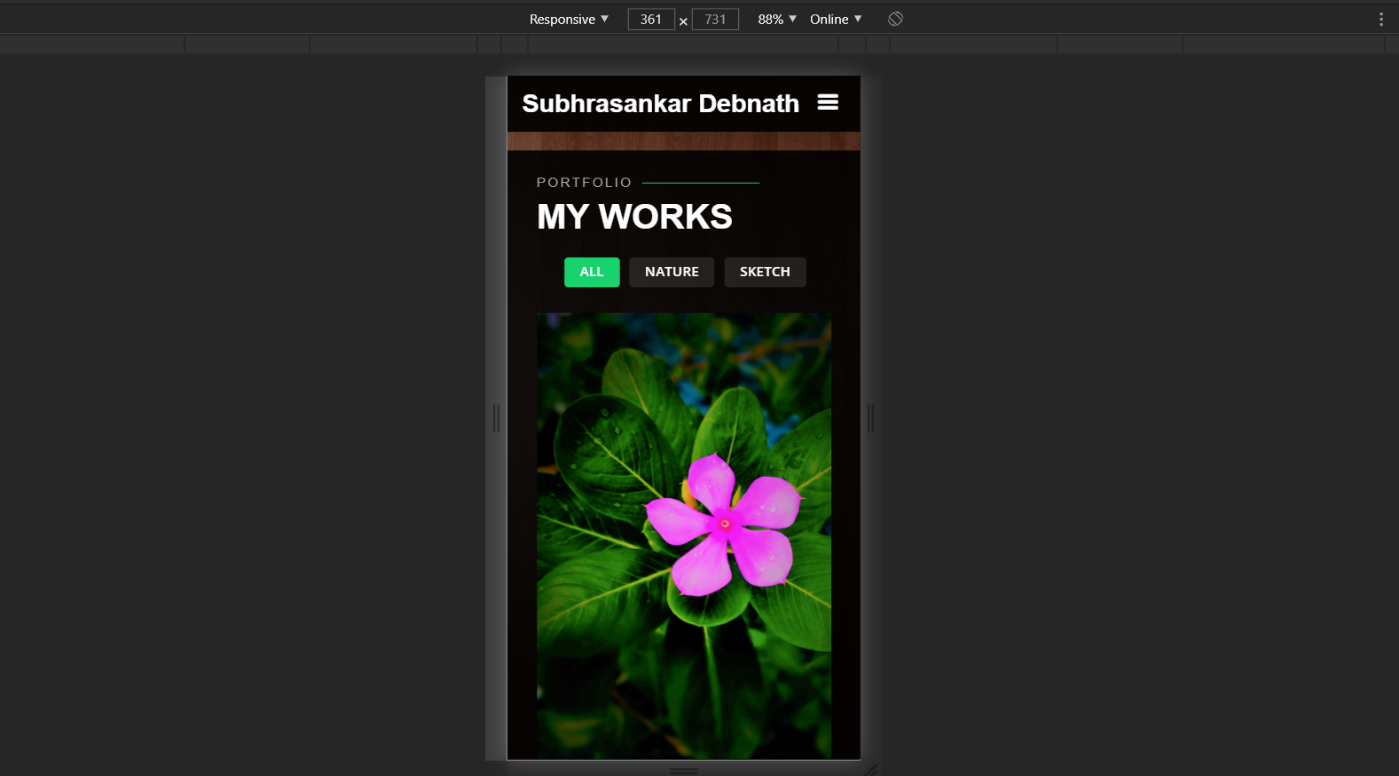 Responsive 361 × 731 88% Online
Subhrasankar Debnath
PORTFOLIO
MY WORKS
ALL NATURE SKETCH